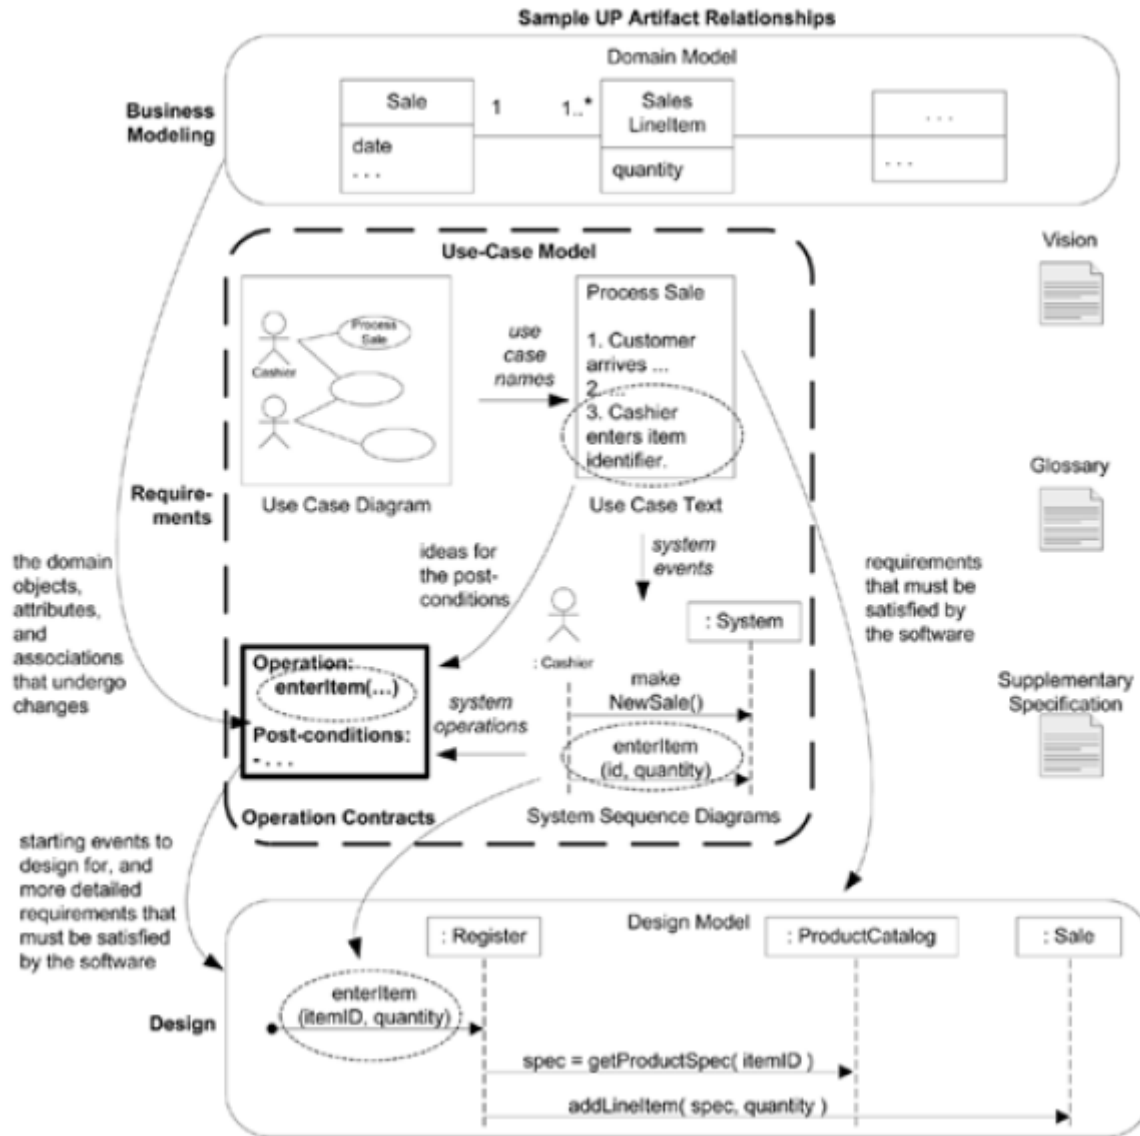 Sample UP Artifact Relationships
Domain Model
Business
Modeling
Sale
1
1..*
Sales
LineItem
. . .
date
. . .
quantity
. . .
Use-Case Model
Vision
Process Sale
1. Customer
arrives ...
2. ...
3. Cashier
enters item
identifier.
Process
Sale
Cashier
use
case
names
Glossary
Require-
ments
Use Case Diagram
Use Case Text
the domain
objects,
attributes,
and
associations
that undergo
changes
ideas for
the post-
conditions
system
events
requirements
that must be
satisfied by
the software
: System
: Cashier
Operation:
enterItem(…)
Post-conditions:
- . . .
system
operations
make
NewSale()
enterItem
(id, quantity)
Supplementary
Specification
Operation Contracts
System Sequence Diagrams
starting events to
design for, and
more detailed
requirements that
must be satisfied
by the software
Design Model
: Register
: ProductCatalog
: Sale
Design
enterItem
(itemID, quantity)
spec = getProductSpec( itemID )
addLineItem( spec, quantity )